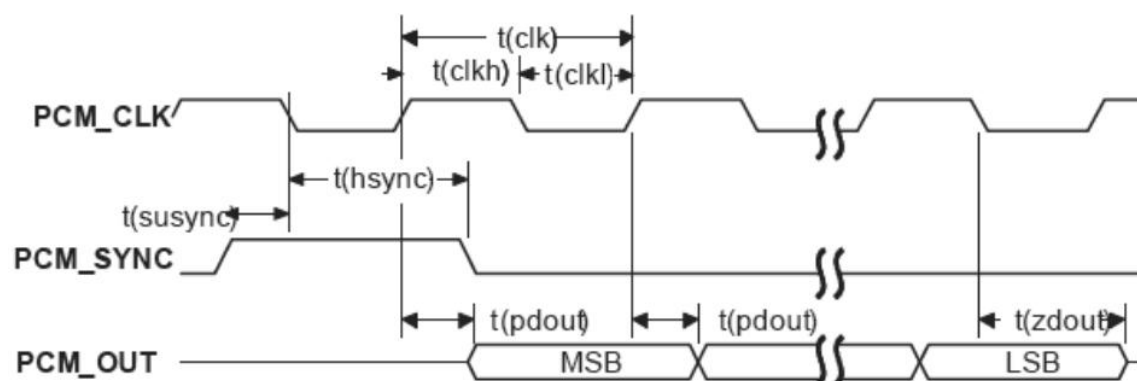 t(clk)
t(clkh) t(clkl)
PCM_CLK
t(hsync)
t(susync)
PCM_SYNC
t(pdout) t(pdout) t(zdout)
PCM_OUT MSB LSB